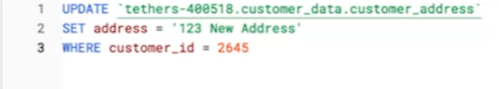 1 UPDATE `tethers-400518.customer_data.customer_address`
2 SET address = '123 New Address'
3 WHERE customer_id = 2645